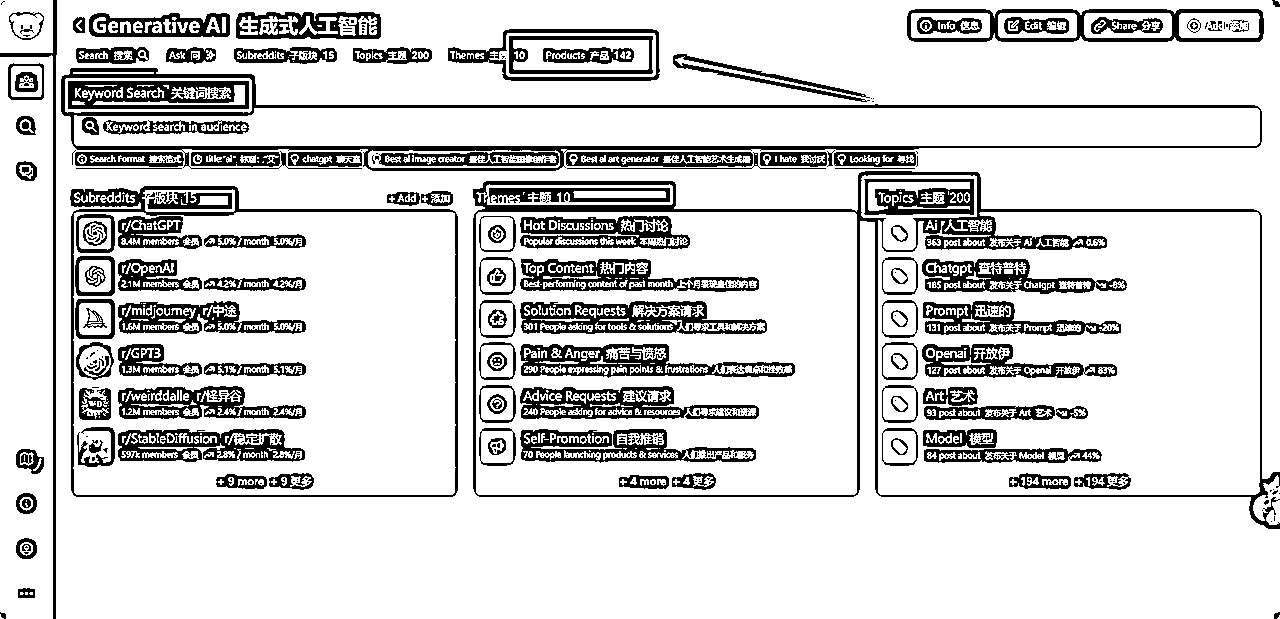 Generative AI 生成式人工智能
Info 信息
Edit 编辑
Share 分享
Add 添加
Search 搜索
Ask 问
Subreddits 子版块 15
Topics 主题 200
Themes 主题 10
Products 产品 142
Keyword Search 关键词搜索
Keyword search in audience
Search Format 搜索格式
title:"ai" 标题:
chatgpt 聊天室
Best ai image creator 最佳人工智能图像创作者
Best ai art generator 最佳人工智能艺术生成器
I hate 我讨厌
Looking for 寻找
Subreddits 子版块 15
+ Add + 添加
r/ChatGPT
8.4M members 会员 5.0% / month 5.0%/月
r/OpenAI
2.1M members 会员 4.2% / month 4.2%/月
r/midjourney r/中途
1.6M members 会员 5.0% / month 5.0%/月
r/GPT3
1.3M members 会员 5.1% / month 5.1%/月
r/weirddalle r/怪异谷
1.2M members 会员 2.4% / month 2.4%/月
r/StableDiffusion r/稳定扩散
597k members 会员 2.8% / month 2.8%/月
+ 9 more + 9 更多
Themes 主题 10
Hot Discussions 热门讨论
Popular discussions this week 本周热门讨论
Top Content 热门内容
Best-performing content of past month 上个月表现最佳的内容
Solution Requests 解决方案请求
301 People asking for tools & solutions 人们寻求工具和解决方案
Pain & Anger 痛苦与愤怒
290 People expressing pain points & frustrations 人们表达痛点和挫败感
Advice Requests 建议请求
240 People asking for advice & resources 人们寻求建议和资源
Self-Promotion 自我推销
70 People launching products & services 人们推出产品和服务
+ 4 more + 4 更多
Topics 主题 200
Ai 人工智能
363 post about 发布关于 Ai 人工智能 0.6%
Chatgpt 查特普特
185 post about 发布关于 Chatgpt 查特普特 -8%
Prompt 迅速的
131 post about 发布关于 Prompt 迅速的 -20%
Openai 开放伊
127 post about 发布关于 Openai 开放伊 83%
Art 艺术
93 post about 发布关于 Art 艺术 -5%
Model 模型
84 post about 发布关于 Model 模型 44%
+ 194 more + 194 更多